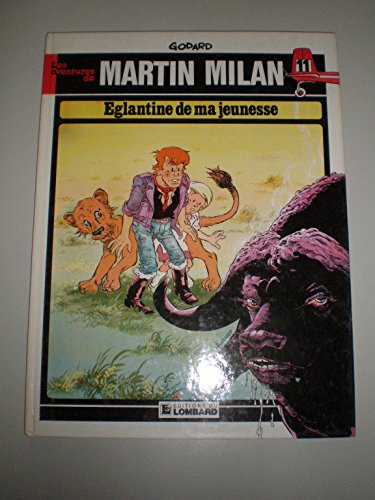 GODARD
Les aventures de
MARTIN MILAN
11
Eglantine de ma jeunesse
EDITIONS DU
LOMBARD